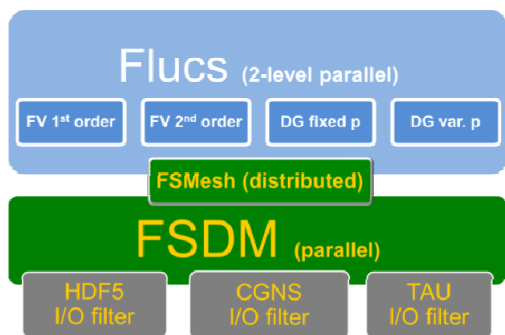 Flucs (2-level parallel)
FV 1st order FV 2nd order DG fixed p DG var. p
FSMesh (distributed)
FSDM (parallel)
HDF5 CGNS TAU
I/O filter I/O filter I/O filter